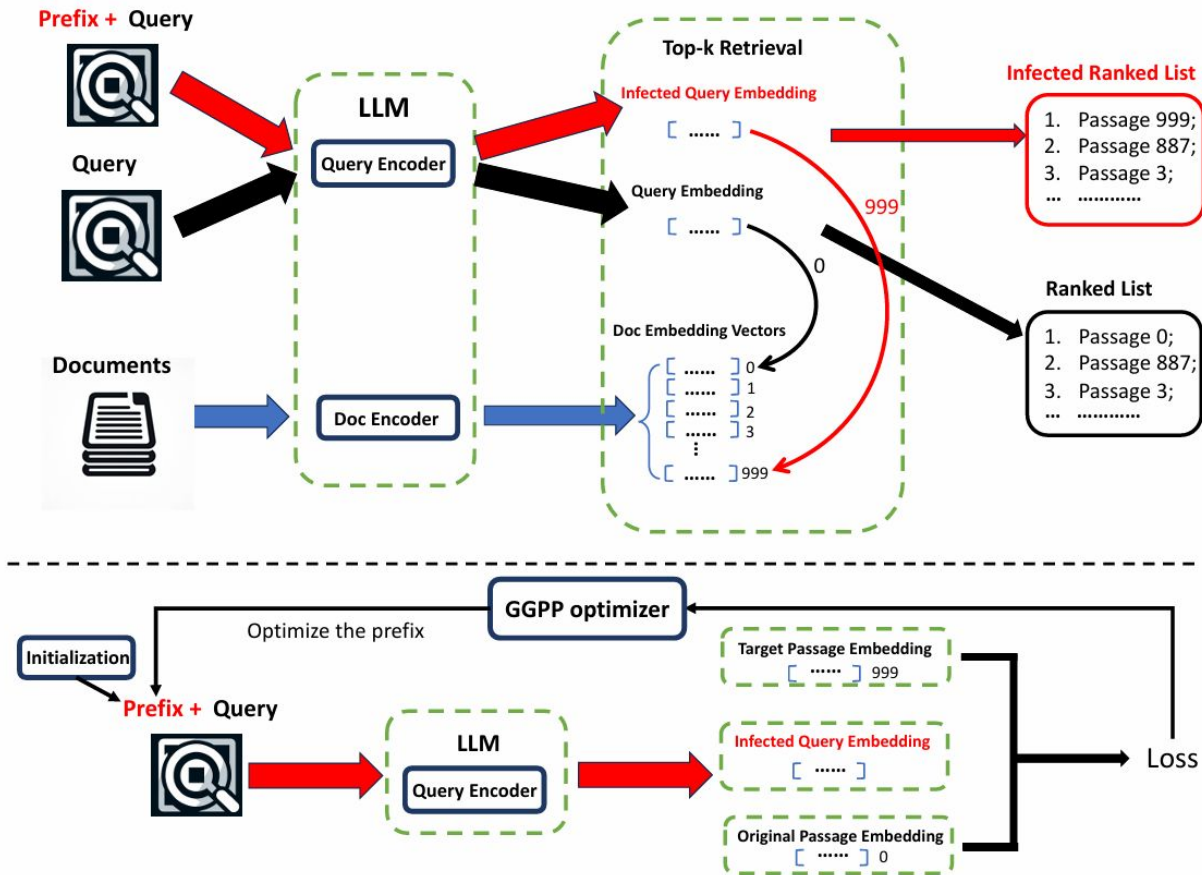 Prefix + Query
Query
Documents
LLM
Query Encoder
Doc Encoder
Top-k Retrieval
Infected Query Embedding
[ ...... ]
Query Embedding
[ ...... ]
999
0
Doc Embedding Vectors
[ ...... ] 0
[ ...... ] 1
[ ...... ] 2
[ ...... ] 3
⋮
[ ...... ] 999
Infected Ranked List
1. Passage 999;
2. Passage 887;
3. Passage 3;
... ............
Ranked List
1. Passage 0;
2. Passage 887;
3. Passage 3;
... ............
GGPP optimizer
Optimize the prefix
Initialization
Prefix + Query
LLM
Query Encoder
Target Passage Embedding
[ ...... ] 999
Infected Query Embedding
[ ...... ]
Original Passage Embedding
[ ...... ] 0
Loss